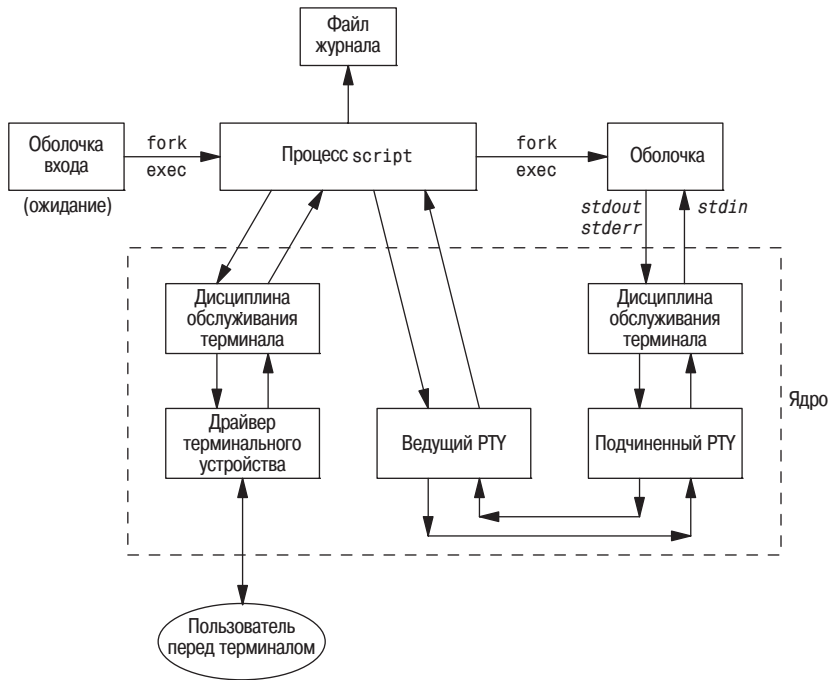 Файл
журнала
Оболочка
входа
(ожидание)
fork
exec
Процесс script
fork
exec
Оболочка
stdout
stderr
stdin
Дисциплина
обслуживания
терминала
Дисциплина
обслуживания
терминала
Драйвер
терминального
устройства
Ведущий PTY
Подчиненный PTY
Ядро
Пользователь
перед терминалом